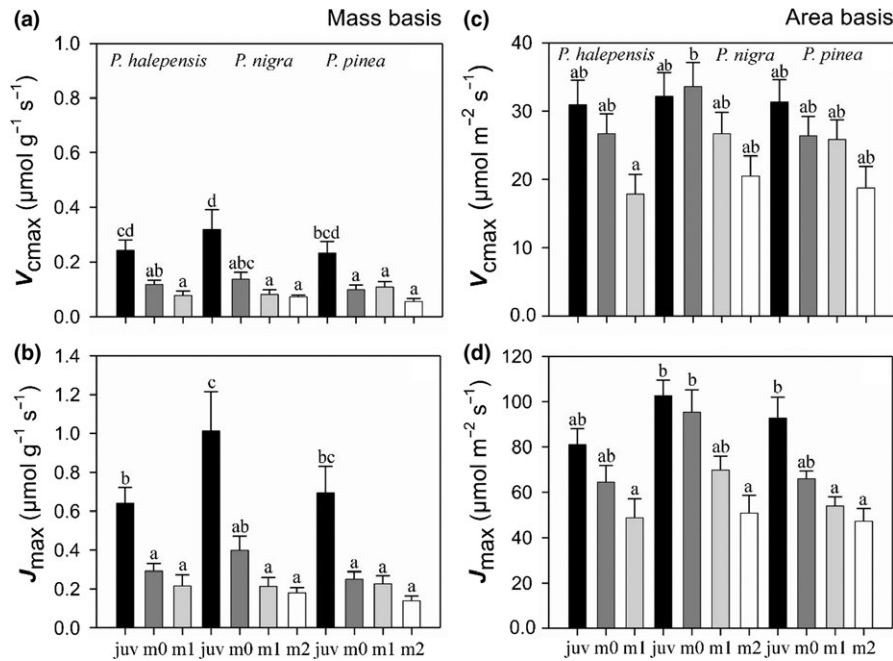 (a) Mass basis
1.0
P. halepensis P. nigra P. pinea
0.8
0.6
0.4
0.2
0.0
Vcmax (µmol g⁻¹ s⁻¹)
cd ab a d abc a a bcd a a a
(c) Area basis
40
P. halepensis P. nigra P. pinea
30
20
10
0.0
Vcmax (µmol m⁻² s⁻¹)
ab ab a ab b ab ab ab ab ab ab
(b)
1.4
1.2
1.0
0.8
0.6
0.4
0.2
0.0
Jmax (µmol g⁻¹ s⁻¹)
b a a c ab a a bc a a a
juv m0 m1 juv m0 m1 m2 juv m0 m1 m2
(d)
120
100
80
60
40
20
0.0
Jmax (µmol m⁻² s⁻¹)
ab ab a b b ab a b ab a a
juv m0 m1 juv m0 m1 m2 juv m0 m1 m2